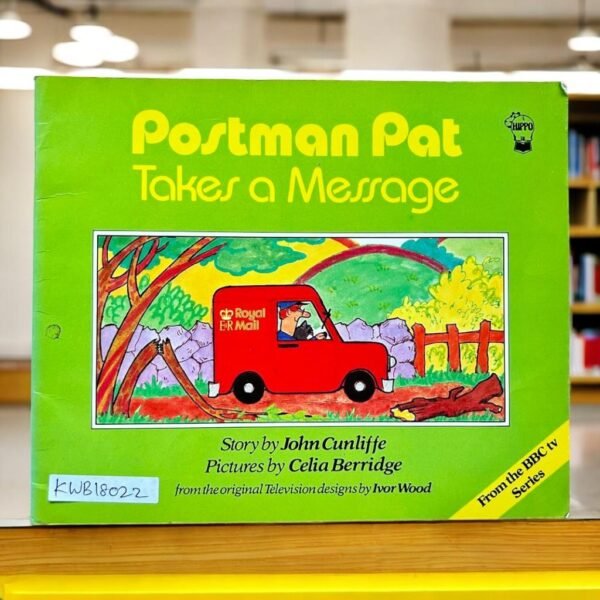 Postman Pat
Takes a Message
HIPPO
Royal
E R Mail
Story by John Cunliffe
Pictures by Celia Berridge
from the original Television designs by Ivor Wood
From the BBC tv
Series
KWB18022